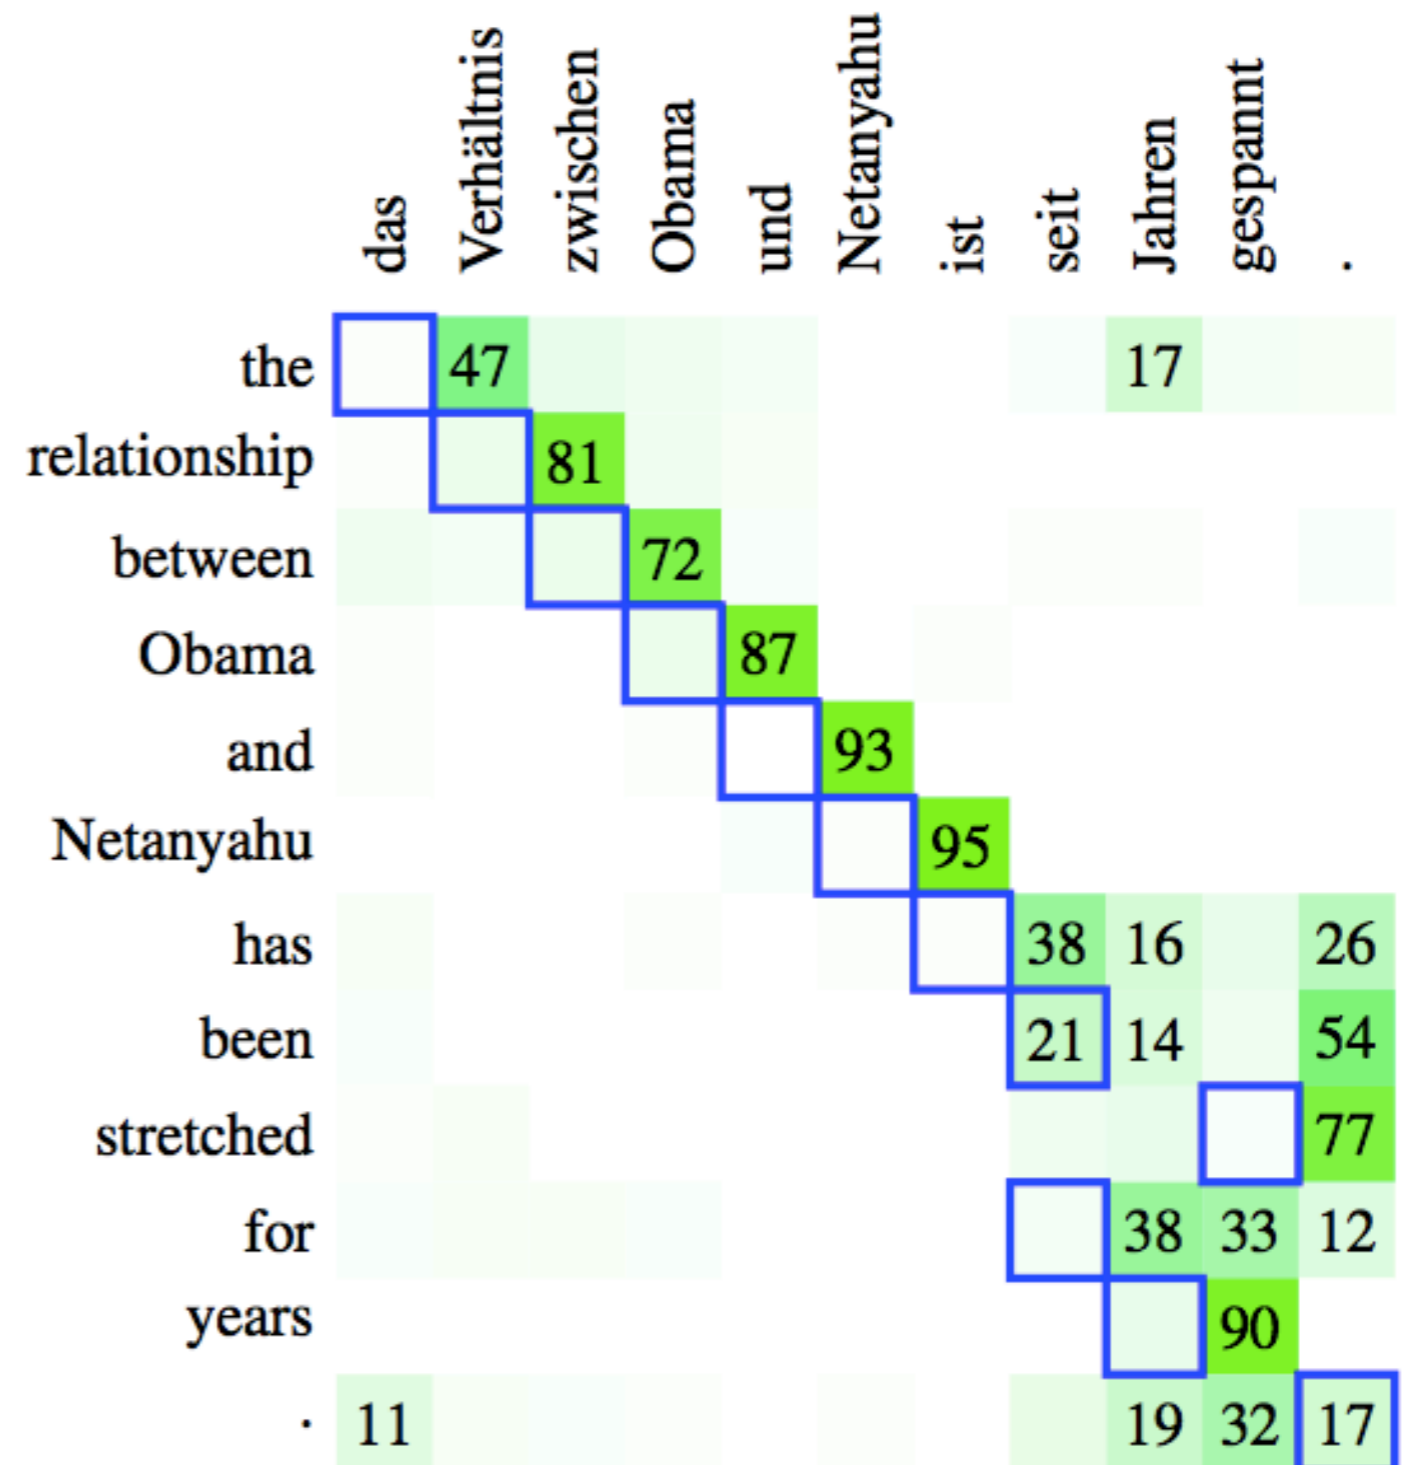 das Verhältnis zwischen Obama und Netanyahu ist seit Jahren gespannt .
the 47 17
relationship 81
between 72
Obama 87
and 93
Netanyahu 95
has 38 16 26
been 21 14 54
stretched 77
for 38 33 12
years 90
. 11 19 32 17